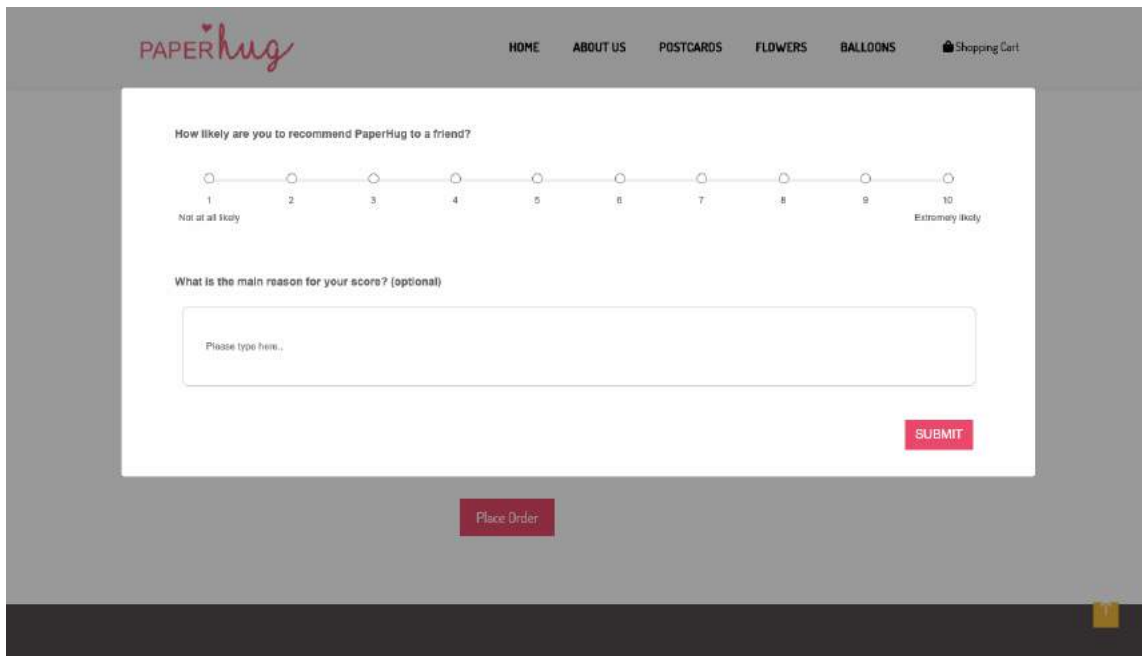 PAPER hug
HOME ABOUT US POSTCARDS FLOWERS BALLOONS Shopping Cart
How likely are you to recommend PaperHug to a friend?
1 2 3 4 5 6 7 8 9 10
Not at all likely Extremely likely
What is the main reason for your score? (optional)
Please type here..
SUBMIT
Place Order